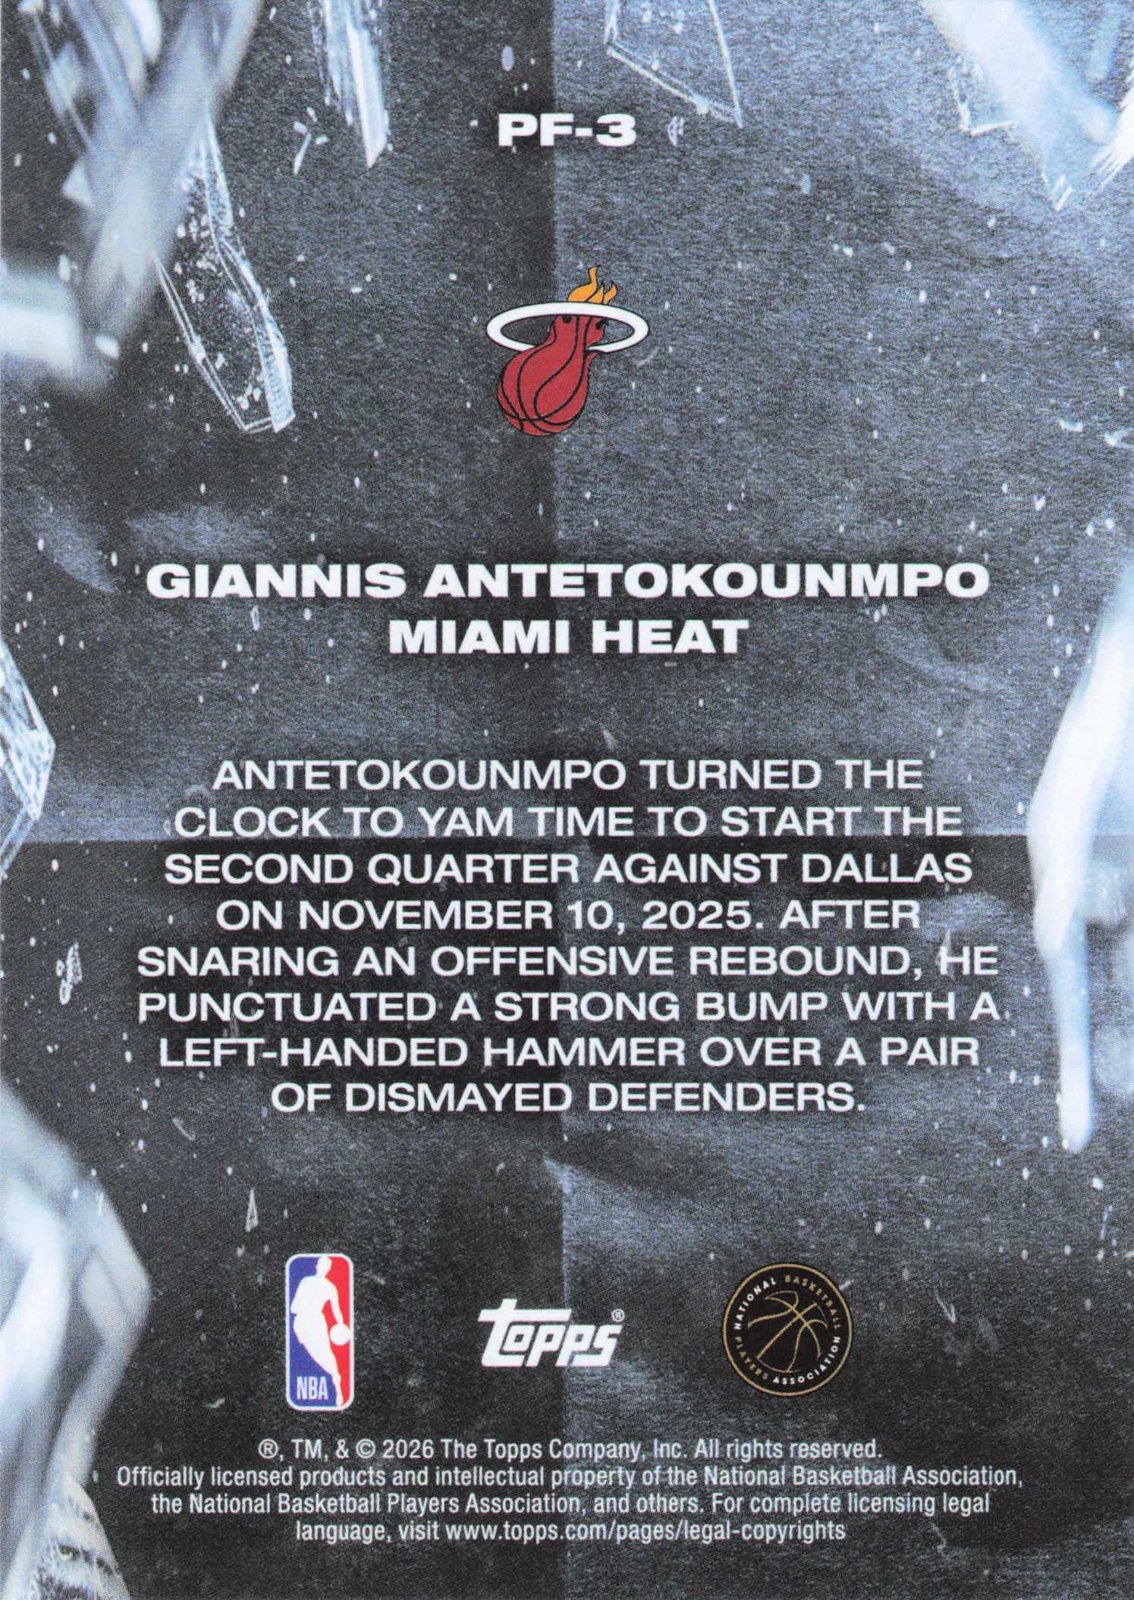 PF-3
GIANNIS ANTETOKOUNMPO
MIAMI HEAT
ANTETOKOUNMPO TURNED THE
CLOCK TO YAM TIME TO START THE
SECOND QUARTER AGAINST DALLAS
ON NOVEMBER 10, 2025. AFTER
SNARING AN OFFENSIVE REBOUND, HE
PUNCTUATED A STRONG BUMP WITH A
LEFT-HANDED HAMMER OVER A PAIR
OF DISMAYED DEFENDERS.
NBA
Topps®
NATIONAL BASKETBALL PLAYERS ASSOCIATION
®, TM, & © 2026 The Topps Company, Inc. All rights reserved.
Officially licensed products and intellectual property of the National Basketball Association,
the National Basketball Players Association, and others. For complete licensing legal
language, visit www.topps.com/pages/legal-copyrights